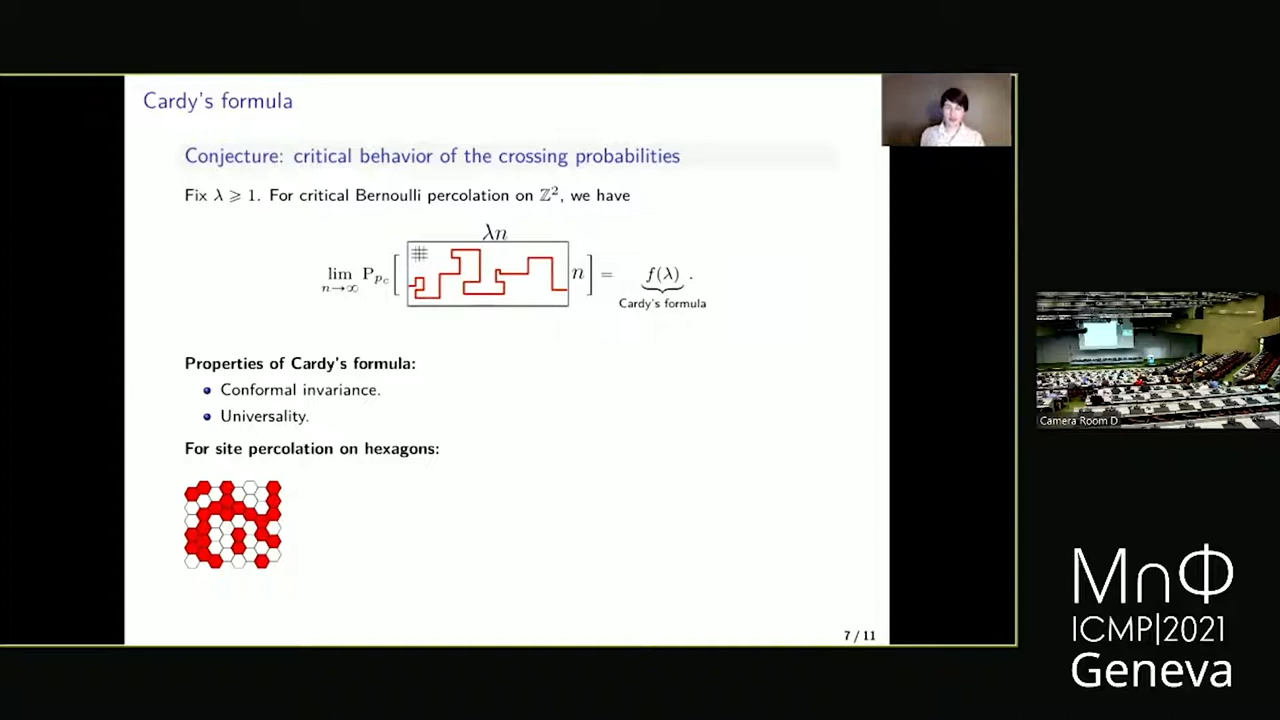 Cardy's formula
Conjecture: critical behavior of the crossing probabilities
Fix λ ⩾ 1. For critical Bernoulli percolation on ℤ², we have
λn
lim n→∞ P_{p_c} [ n ] = f(λ) .
Cardy's formula
Properties of Cardy's formula:
Conformal invariance.
Universality.
For site percolation on hexagons:
7 / 11
Camera Room D
M∩Φ
ICMP|2021
Geneva